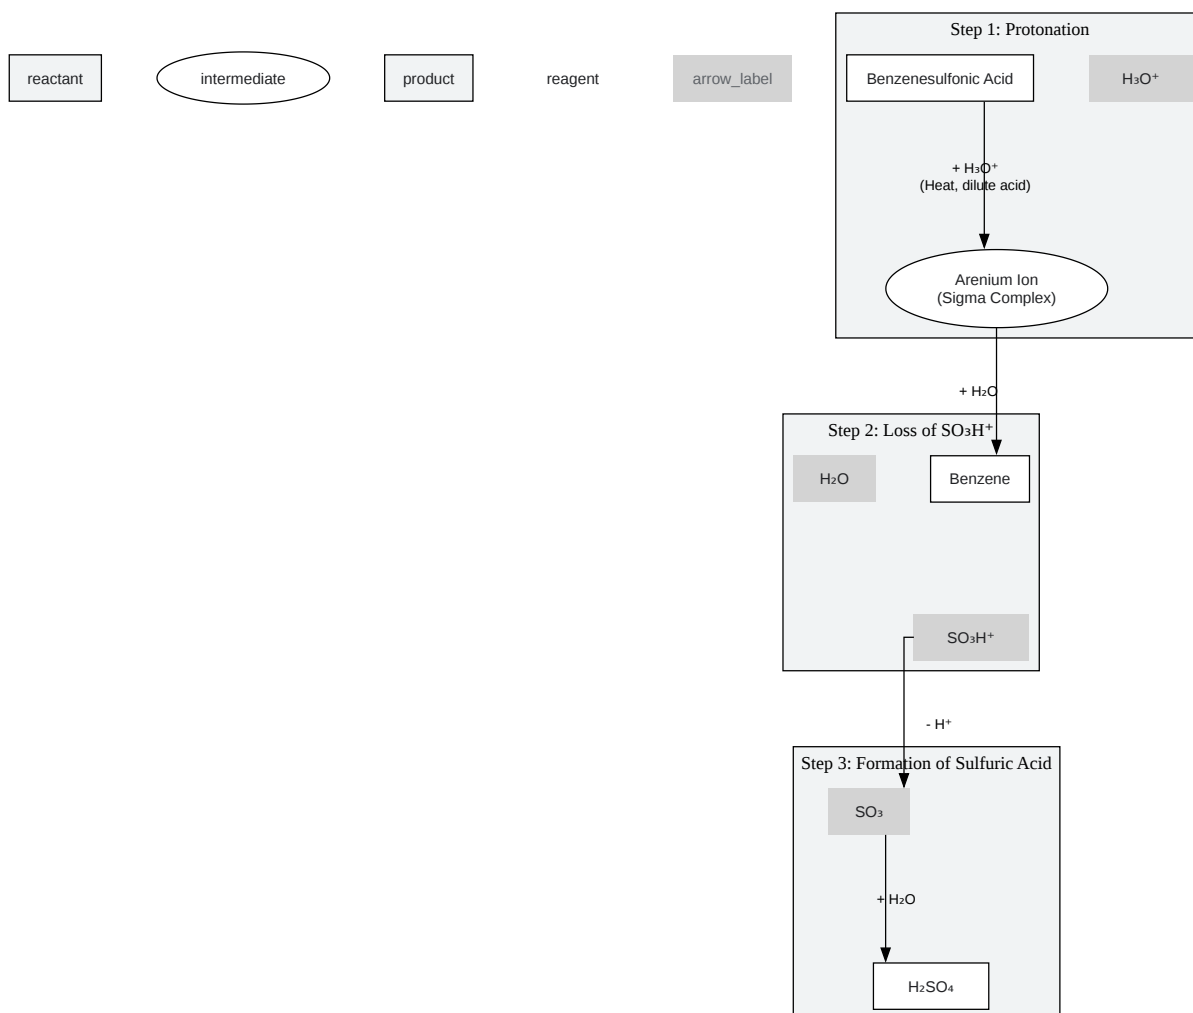 Step 1: Protonation
reactant
intermediate
product
reagent
arrow_label
Benzenesulfonic Acid
H₃O⁺
+ H₃O⁺
(Heat, dilute acid)
Arenium Ion
(Sigma Complex)
+ H₂O
Step 2: Loss of SO₃H⁺
H₂O
Benzene
SO₃H⁺
- H⁺
Step 3: Formation of Sulfuric Acid
SO₃
+ H₂O
H₂SO₄